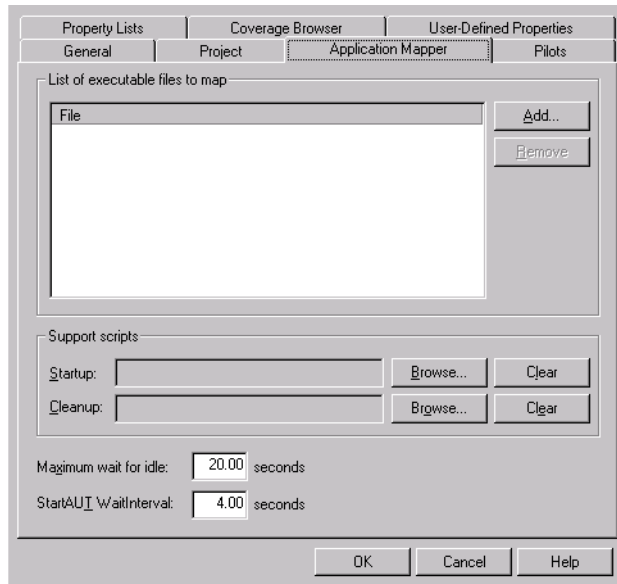 Property Lists Coverage Browser User-Defined Properties
General Project Application Mapper Pilots
List of executable files to map
File
Add...
Remove
Support scripts
Startup: Browse... Clear
Cleanup: Browse... Clear
Maximum wait for idle: 20.00 seconds
StartAUT WaitInterval: 4.00 seconds
OK Cancel Help